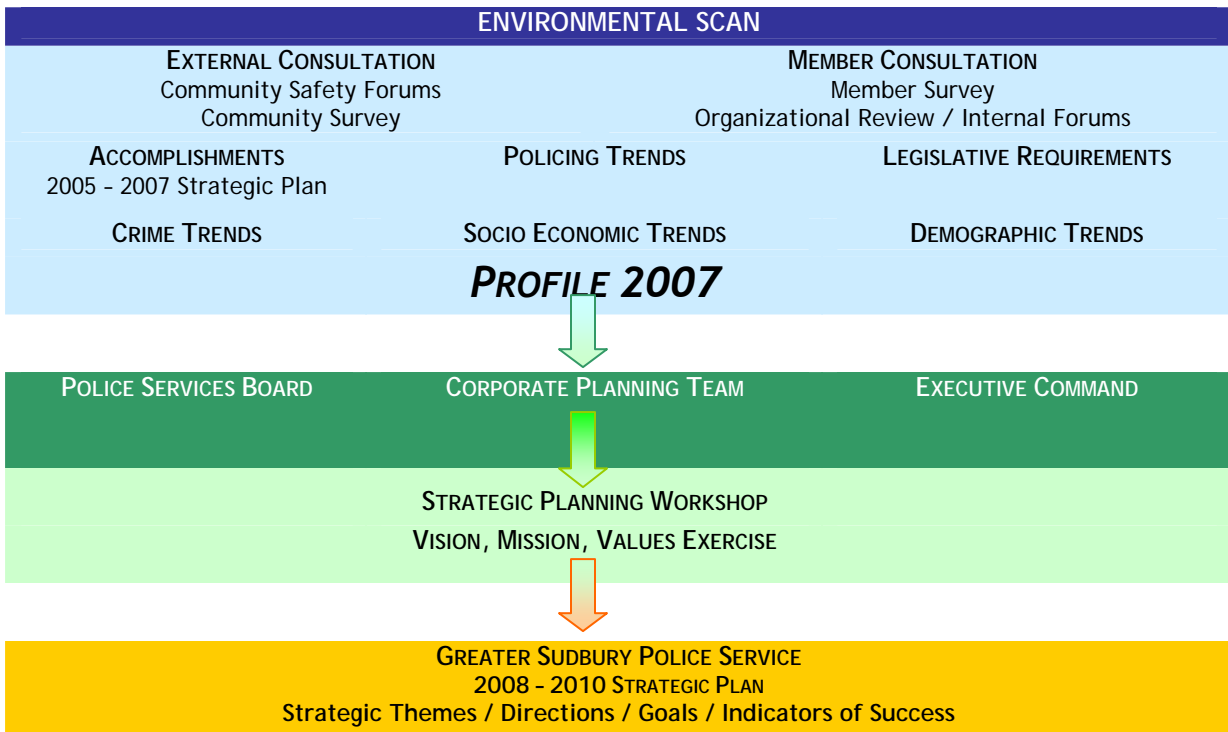 ENVIRONMENTAL SCAN
EXTERNAL CONSULTATION
Community Safety Forums
Community Survey
MEMBER CONSULTATION
Member Survey
Organizational Review / Internal Forums
ACCOMPLISHMENTS
2005 – 2007 Strategic Plan
POLICING TRENDS
LEGISLATIVE REQUIREMENTS
CRIME TRENDS
SOCIO ECONOMIC TRENDS
DEMOGRAPHIC TRENDS
PROFILE 2007
POLICE SERVICES BOARD
CORPORATE PLANNING TEAM
EXECUTIVE COMMAND
STRATEGIC PLANNING WORKSHOP
VISION, MISSION, VALUES EXERCISE
GREATER SUDBURY POLICE SERVICE
2008 – 2010 STRATEGIC PLAN
Strategic Themes / Directions / Goals / Indicators of Success